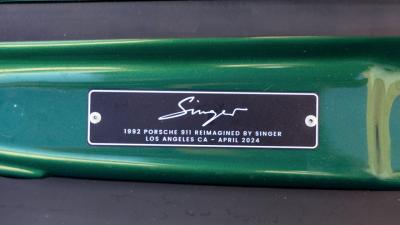 Singer
1992 PORSCHE 911 REIMAGINED BY SINGER
LOS ANGELES CA - APRIL 2024